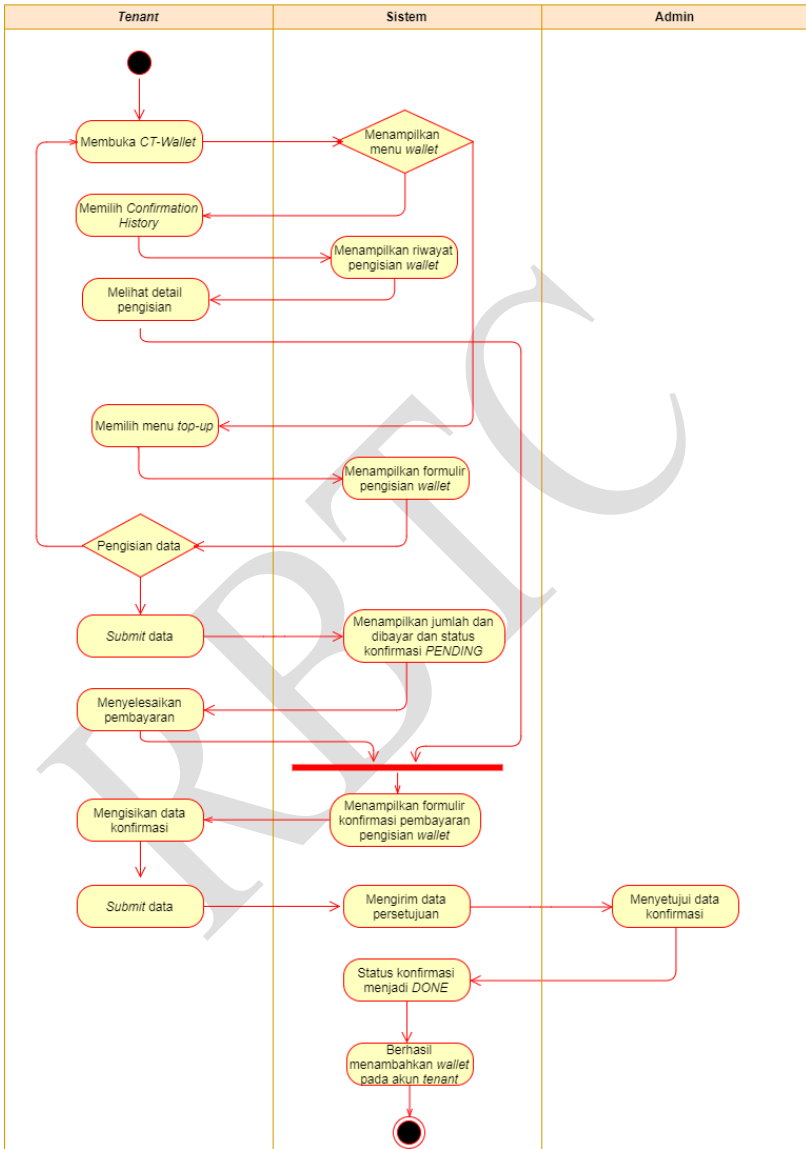 Tenant
Sistem
Admin
Membuka CT-Wallet
Menampilkan
menu wallet
Memilih Confirmation
History
Menampilkan riwayat
pengisian wallet
Melihat detail
pengisian
Memilih menu top-up
Menampilkan formulir
pengisian wallet
Pengisian data
Submit data
Menampilkan jumlah dan
dibayar dan status
konfirmasi PENDING
Menyelesaikan
pembayaran
Menampilkan formulir
konfirmasi pembayaran
pengisian wallet
Mengisikan data
konfirmasi
Submit data
Mengirim data
persetujuan
Menyetujui data
konfirmasi
Status konfirmasi
menjadi DONE
Berhasil
menambahkan wallet
pada akun tenant
RBTC